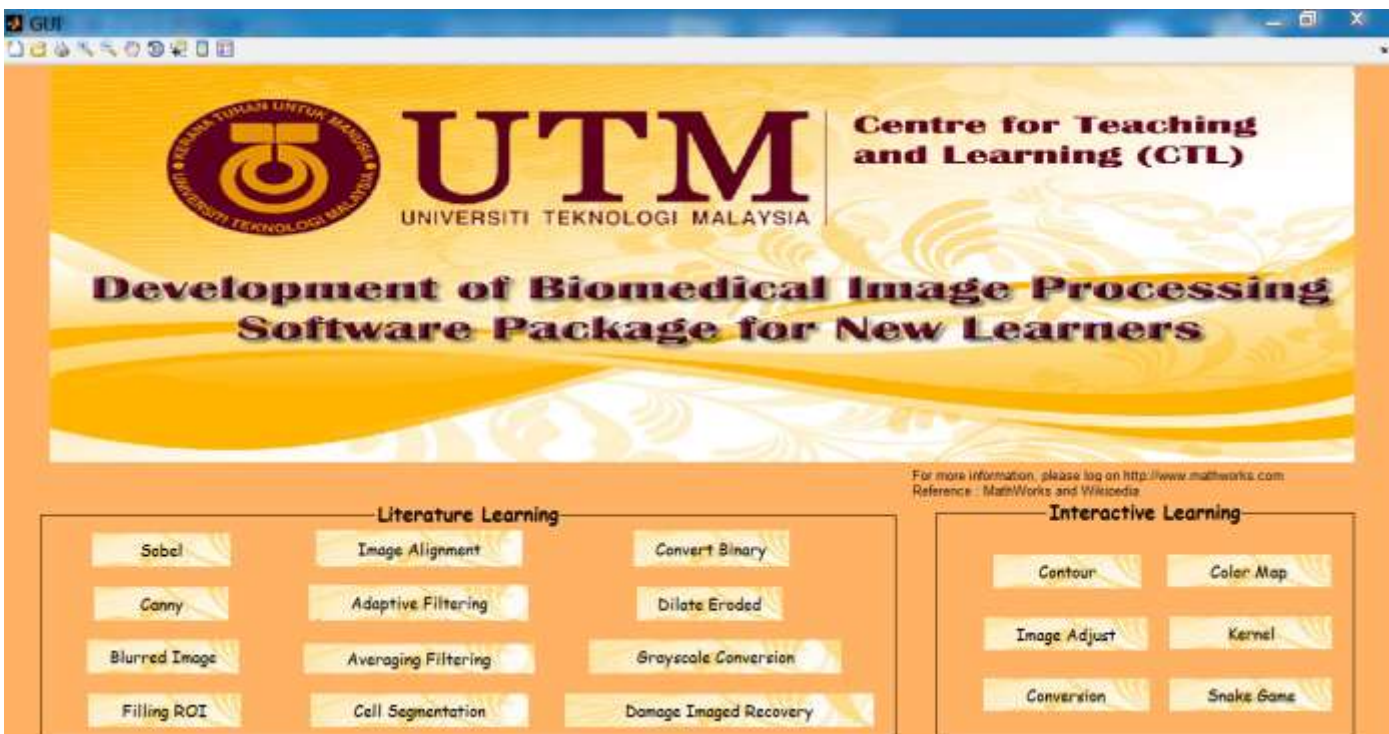 GUI
KERANA TUHAN UNTUK MANUSIA
UNIVERSITI TEKNOLOGI MALAYSIA
UTM
UNIVERSITI TEKNOLOGI MALAYSIA
Centre for Teaching
and Learning (CTL)
Development of Biomedical Image Processing
Software Package for New Learners
For more information, please log on http://www.mathworks.com
Reference : MathWorks and Wikipedia
Literature Learning
Sobel
Image Alignment
Convert Binary
Canny
Adaptive Filtering
Dilate Eroded
Blurred Image
Averaging Filtering
Grayscale Conversion
Filling ROI
Cell Segmentation
Damage Imaged Recovery
Interactive Learning
Contour
Color Map
Image Adjust
Kernel
Conversion
Snake Game